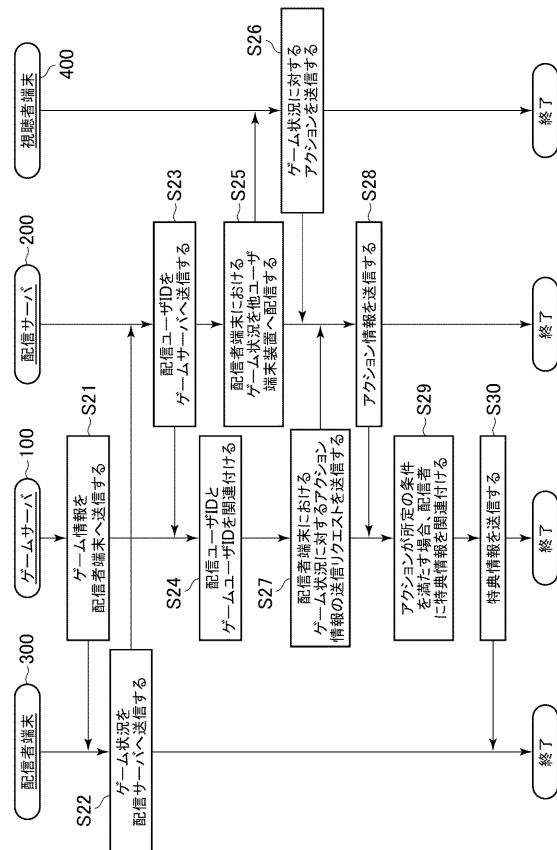 配信者端末
300
ゲームサーバ
100
配信サーバ
200
視聴者端末
400
S21
ゲーム情報を
配信者端末へ送信する
S22
ゲーム状況を
配信サーバへ送信する
S23
配信ユーザIDを
ゲームサーバへ送信する
S24
配信ユーザIDと
ゲームユーザIDを関連付ける
S25
配信者端末における
ゲーム状況を他ユーザ
端末装置へ配信する
S26
ゲーム状況に対する
アクションを送信する
S27
配信者端末における
ゲーム状況に対するアクション
情報の送信リクエストを送信する
S28
アクション情報を送信する
S29
アクションが所定の条件
を満たす場合、配信者
に特典情報を関連付ける
S30
特典情報を送信する
終了
終了
終了
終了